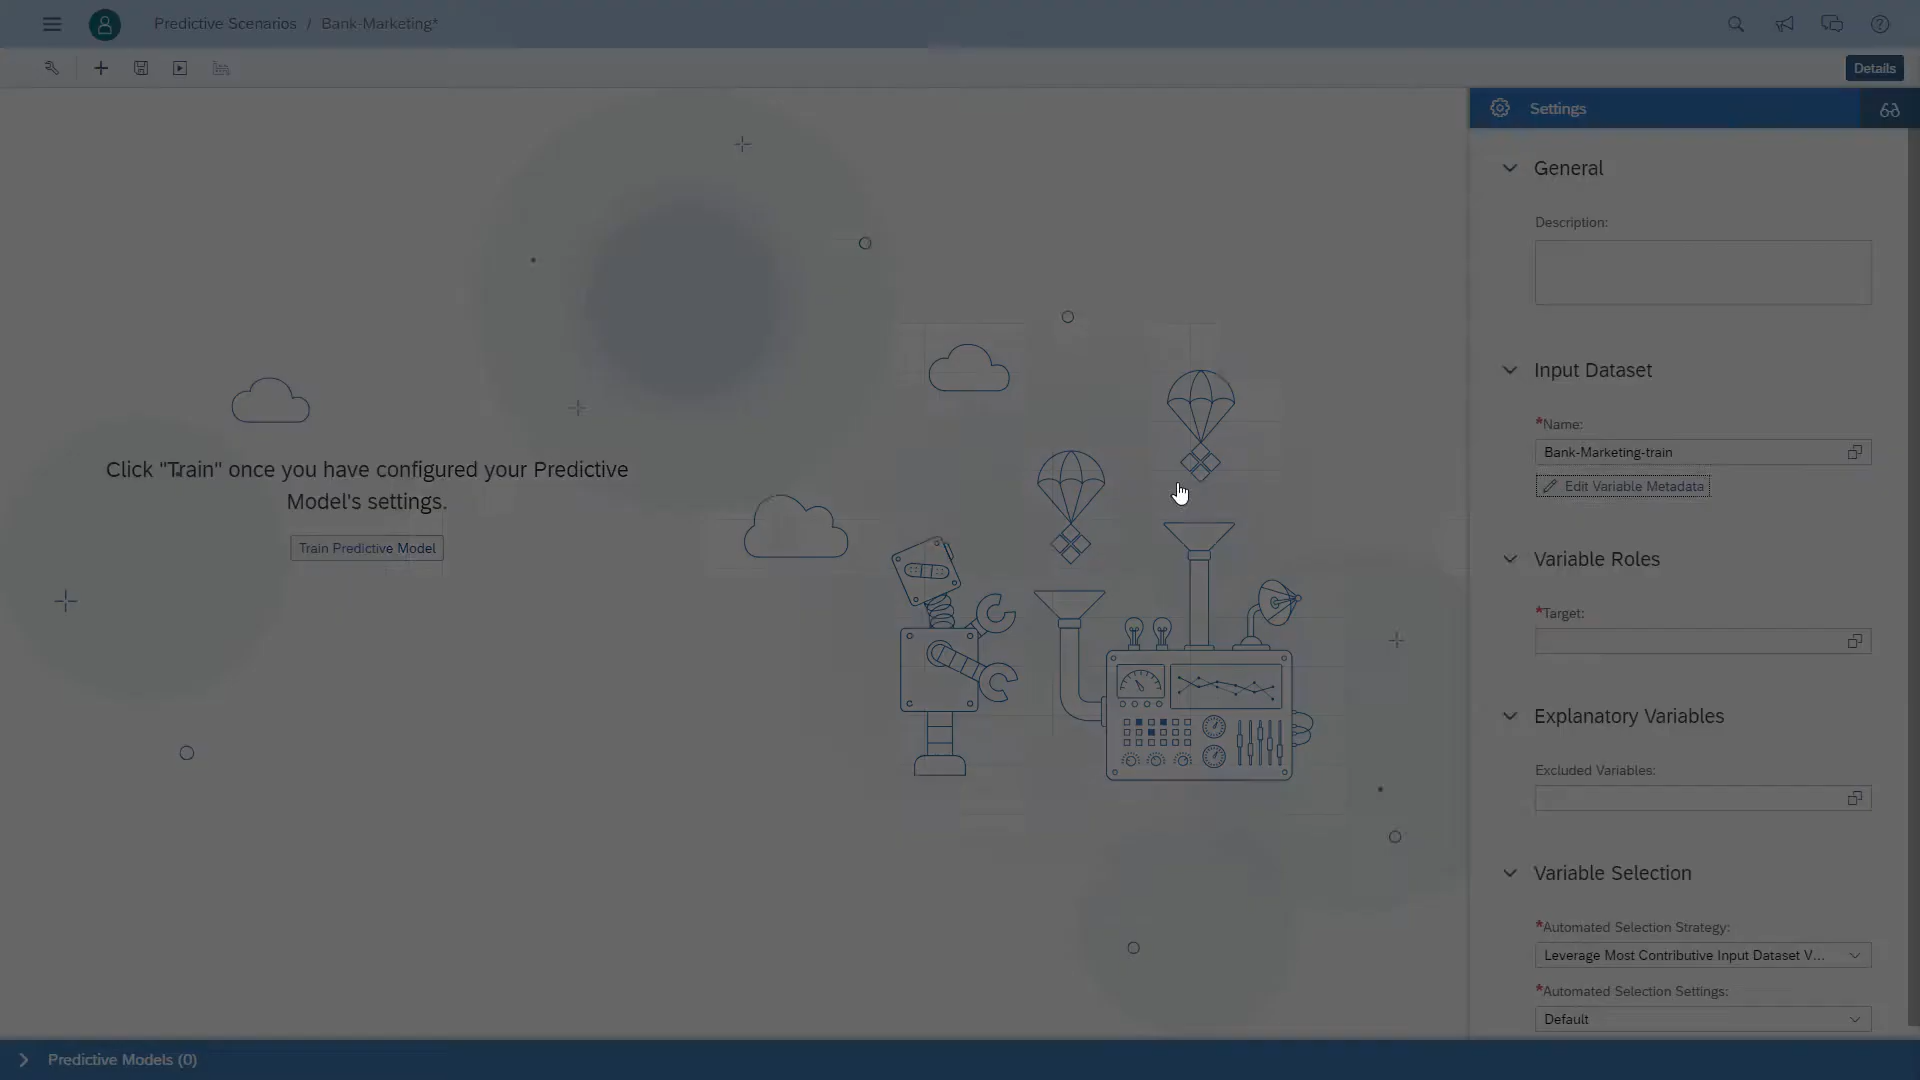 Predictive Scenarios / Bank-Marketing*
Details
Settings
General
Description:
Input Dataset
*Name:
Bank-Marketing-train
Edit Variable Metadata
Click "Train" once you have configured your Predictive
Model's settings.
Train Predictive Model
Variable Roles
*Target:
Explanatory Variables
Excluded Variables:
Variable Selection
*Automated Selection Strategy:
Leverage Most Contributive Input Dataset V...
*Automated Selection Settings:
Default
Predictive Models (0)